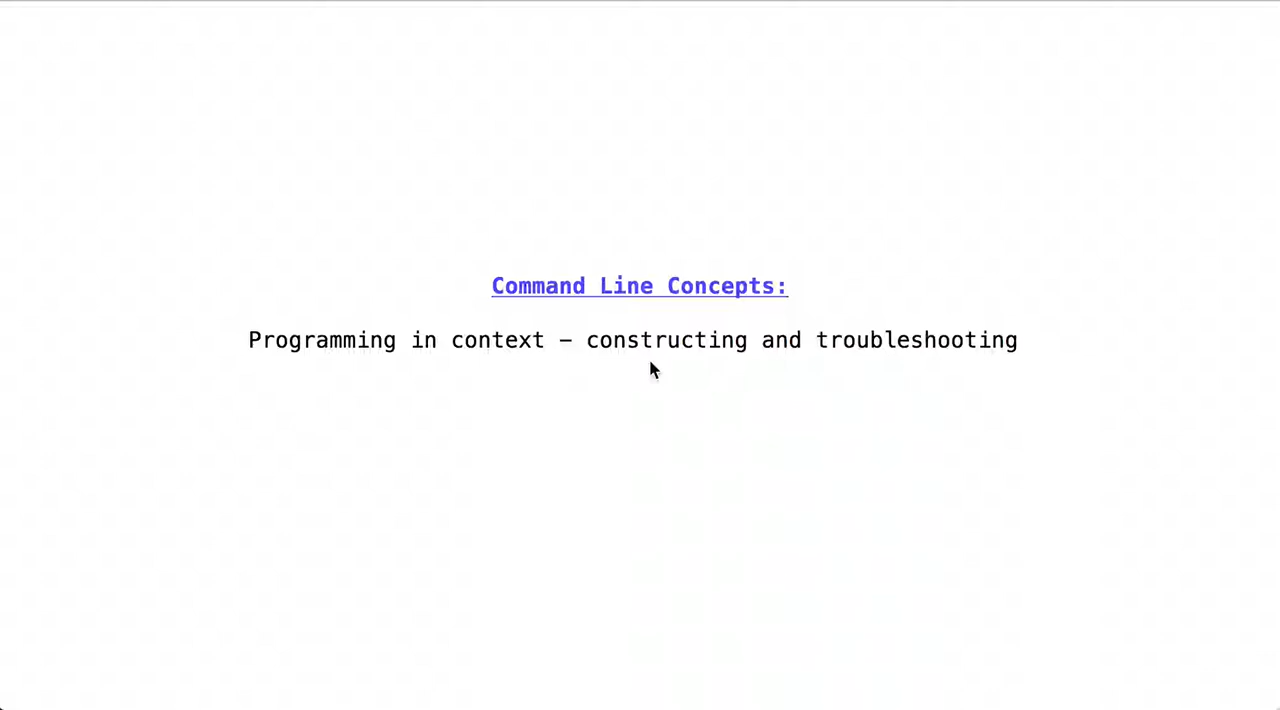 Command Line Concepts:
Programming in context – constructing and troubleshooting